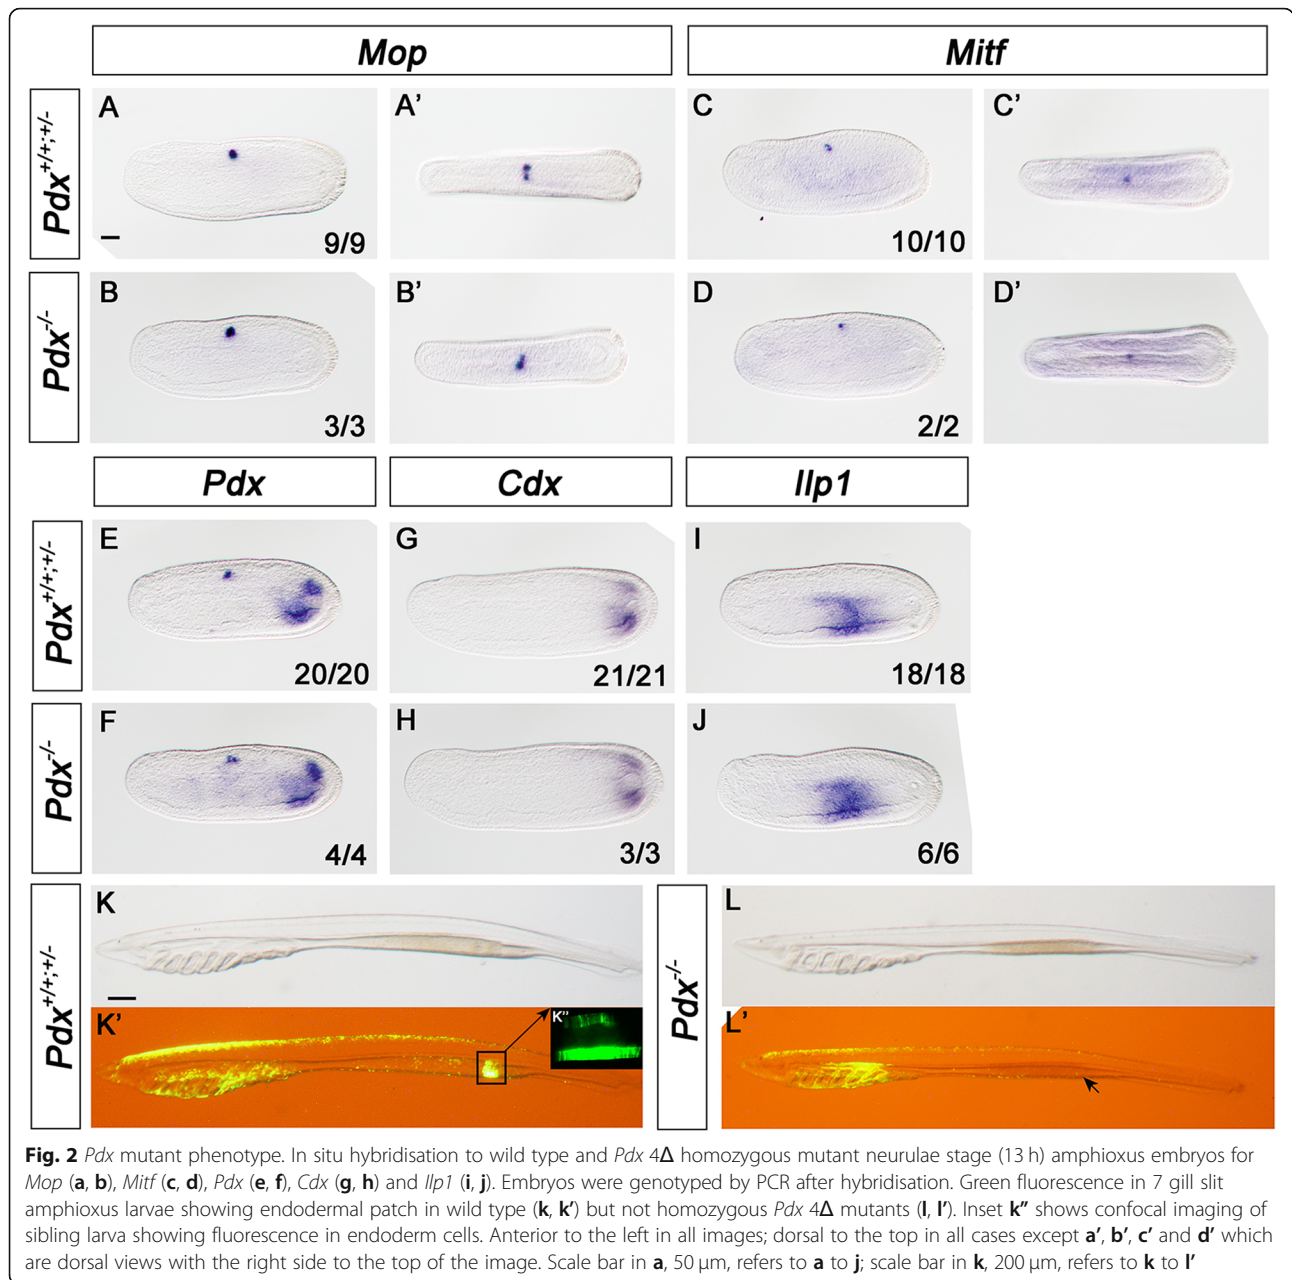 Mop Mitf
Pdx+/+;+/-
A A' C C'
9/9 10/10
Pdx-/-
B B' D D'
3/3 2/2
Pdx Cdx Ilp1
Pdx+/+;+/-
E G I
20/20 21/21 18/18
Pdx-/-
F H J
4/4 3/3 6/6
Pdx+/+;+/-
K
K' K''
Pdx-/-
L
L'
Fig. 2 Pdx mutant phenotype. In situ hybridisation to wild type and Pdx 4Δ homozygous mutant neurulae stage (13 h) amphioxus embryos for
Mop (a, b), Mitf (c, d), Pdx (e, f), Cdx (g, h) and Ilp1 (i, j). Embryos were genotyped by PCR after hybridisation. Green fluorescence in 7 gill slit
amphioxus larvae showing endodermal patch in wild type (k, k′) but not homozygous Pdx 4Δ mutants (l, l′). Inset k″ shows confocal imaging of
sibling larva showing fluorescence in endoderm cells. Anterior to the left in all images; dorsal to the top in all cases except a′, b′, c′ and d′ which
are dorsal views with the right side to the top of the image. Scale bar in a, 50 μm, refers to a to j; scale bar in k, 200 μm, refers to k to l′